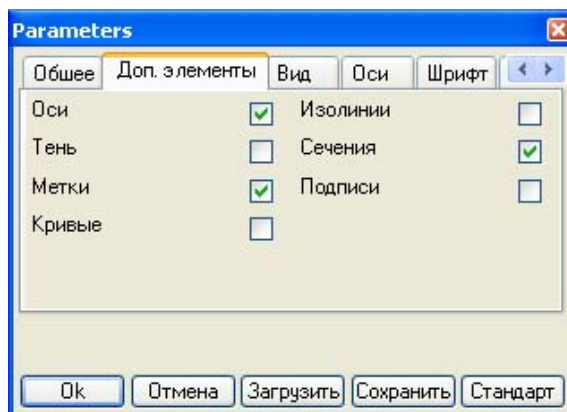 Parameters
Обшее Доп. элементы Вид Оси Шрифт
Оси Изолинии
Тень Сечения
Метки Подписи
Кривые
Ok Отмена Загрузить Сохранить Стандарт